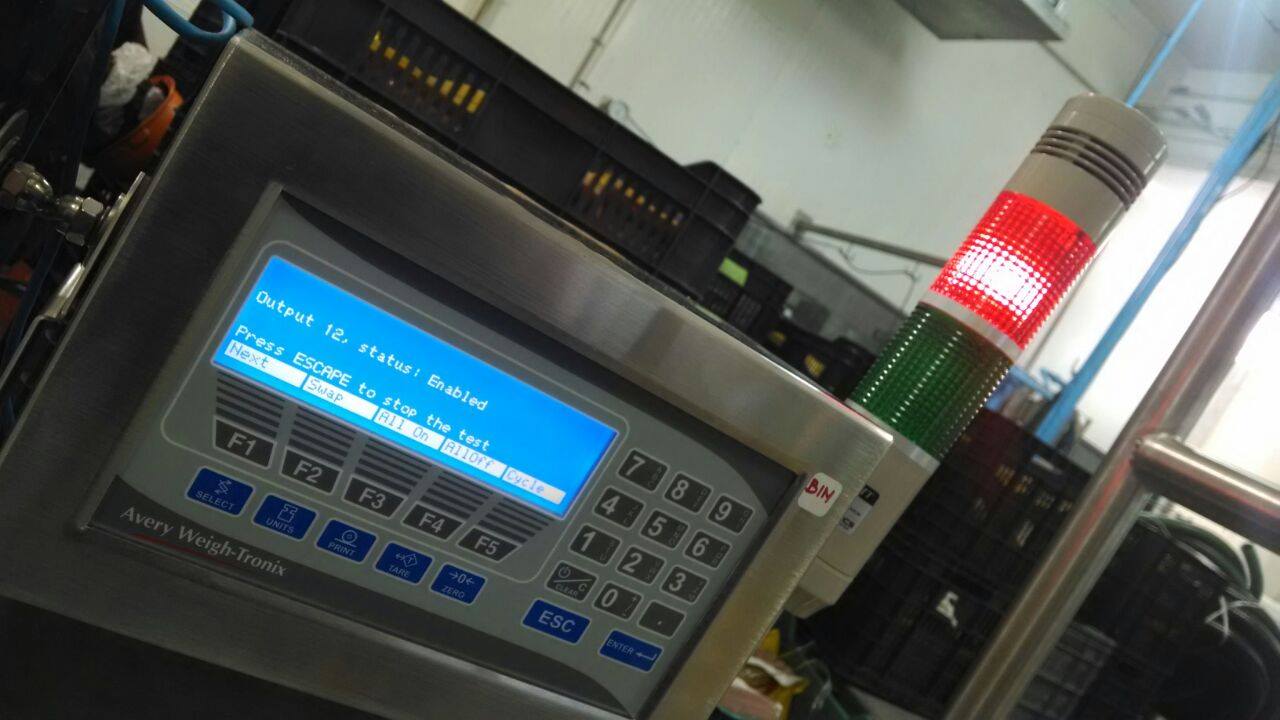 Output 12, status: Enabled
Press ESCAPE to stop the test
Next Swap All On AllOff Cycle
F1 F2 F3 F4 F5
SELECT UNITS PRINT TARE →0← ZERO
Avery Weigh-Tronix
7 8 9
4 5 6
1 2 3
C CLEAR 0 .
ESC ENTER
BIN